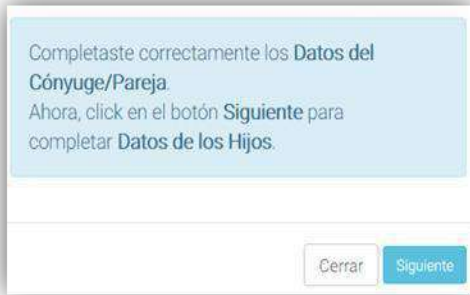 Completaste correctamente los Datos del
Cónyuge/Pareja.
Ahora, click en el botón Siguiente para
completar Datos de los Hijos.
Cerrar
Siguiente